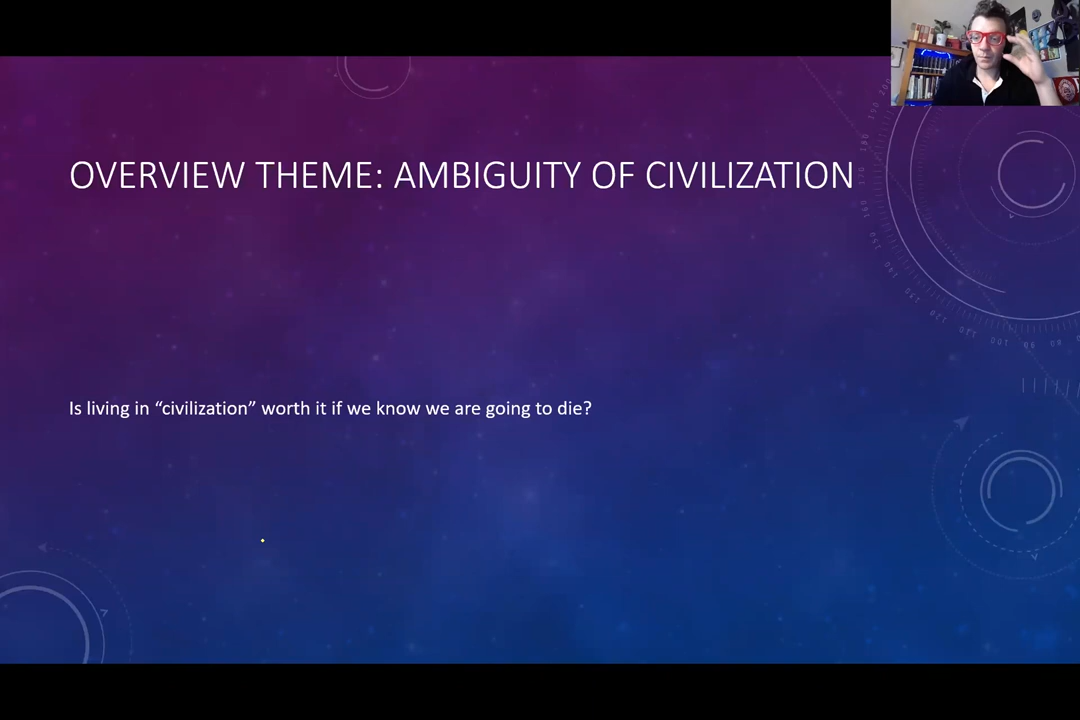 OVERVIEW THEME: AMBIGUITY OF CIVILIZATION
Is living in “civilization” worth it if we know we are going to die?